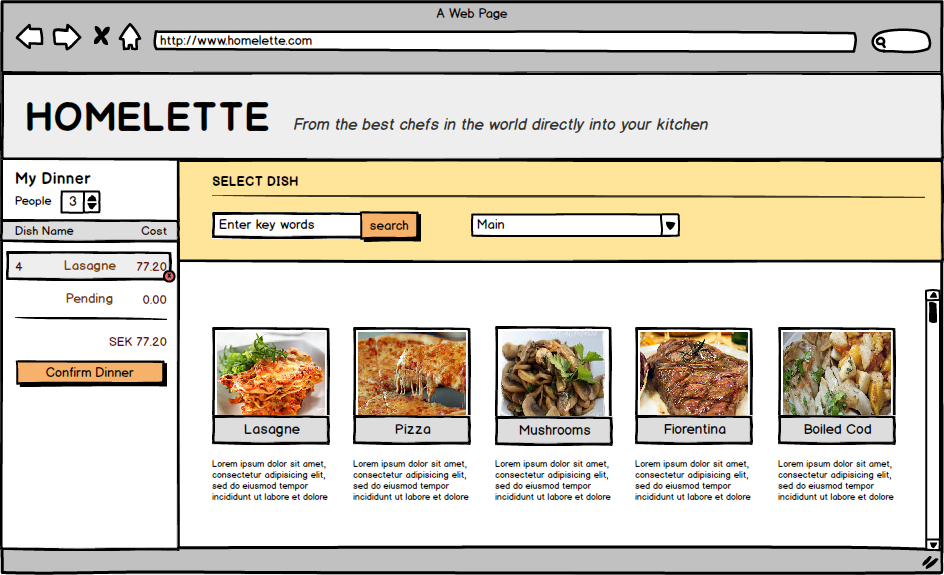 A Web Page
http://www.homelette.com
HOMELETTE
From the best chefs in the world directly into your kitchen
My Dinner
People 3
Dish Name Cost
4 Lasagne 77.20
x
Pending 0.00
SEK 77.20
Confirm Dinner
SELECT DISH
Enter key words search Main
Lasagne
Pizza
Mushrooms
Fiorentina
Boiled Cod
Lorem ipsum dolor sit amet,
consectetur adipisicing elit,
sed do eiusmod tempor
incididunt ut labore et dolore
Lorem ipsum dolor sit amet,
consectetur adipisicing elit,
sed do eiusmod tempor
incididunt ut labore et dolore
Lorem ipsum dolor sit amet,
consectetur adipisicing elit,
sed do eiusmod tempor
incididunt ut labore et dolore
Lorem ipsum dolor sit amet,
consectetur adipisicing elit,
sed do eiusmod tempor
incididunt ut labore et dolore
Lorem ipsum dolor sit amet,
consectetur adipisicing elit,
sed do eiusmod tempor
incididunt ut labore et dolore